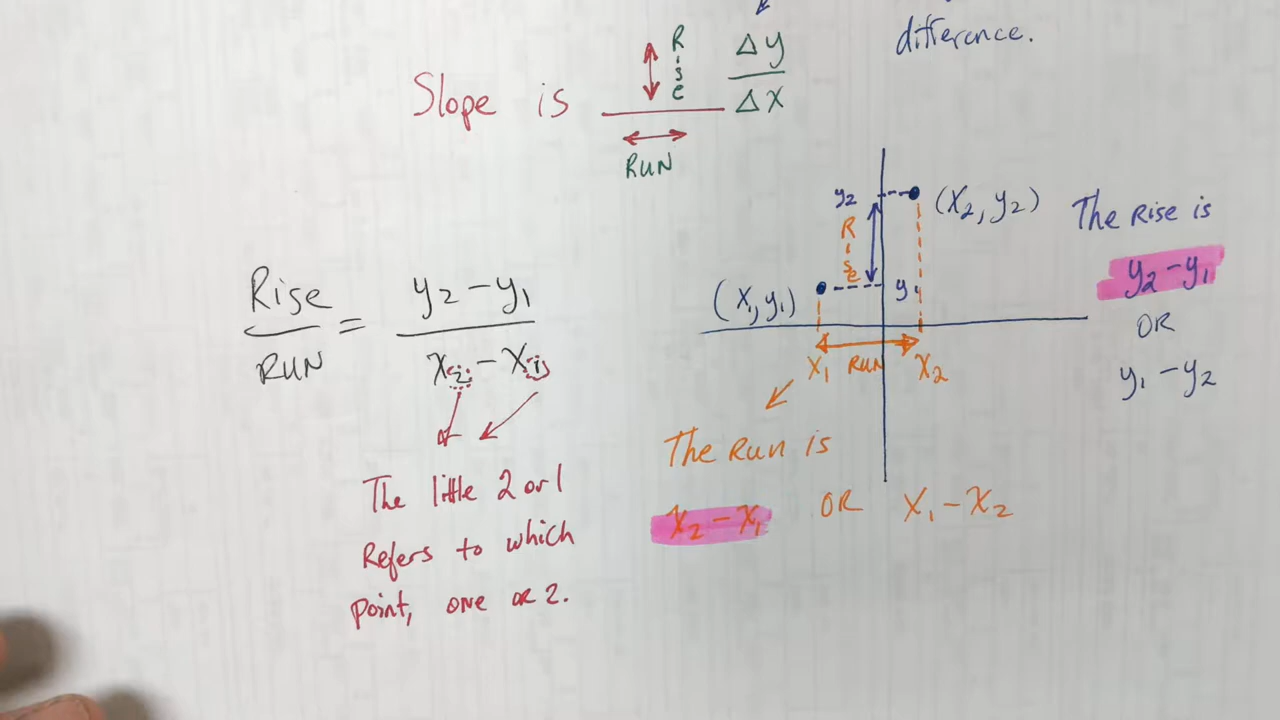 difference.
Slope is Rise/RUN Δy/Δx
y₂ (x₂, y₂)
Rise
(x₁, y₁) y₁
x₁ RUN x₂
The Rise is
y₂ - y₁
OR
y₁ - y₂
Rise/RUN = y₂ - y₁/x₂ - x₁
The little 2 or 1
Refers to which
point, one or 2.
The Run is
x₂ - x₁ OR x₁ - x₂